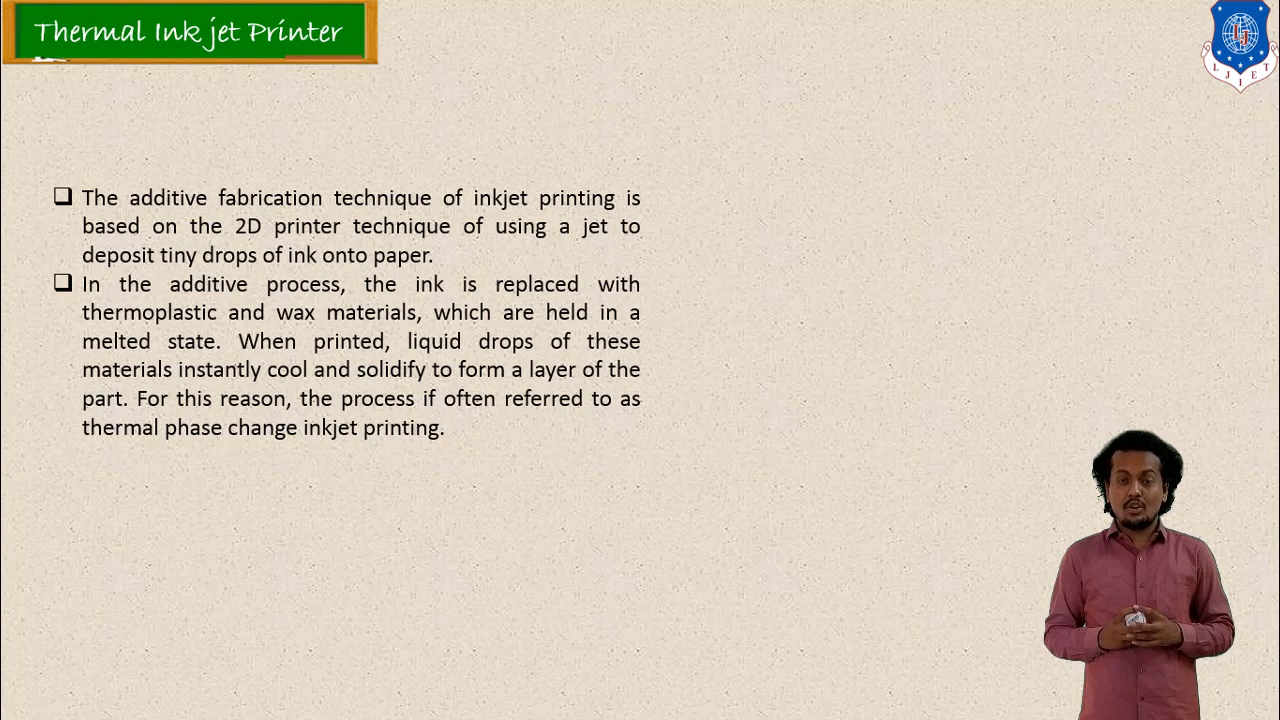 Thermal Ink jet Printer
LJ
L J I E T
❑ The additive fabrication technique of inkjet printing is
based on the 2D printer technique of using a jet to
deposit tiny drops of ink onto paper.
❑ In the additive process, the ink is replaced with
thermoplastic and wax materials, which are held in a
melted state. When printed, liquid drops of these
materials instantly cool and solidify to form a layer of the
part. For this reason, the process if often referred to as
thermal phase change inkjet printing.